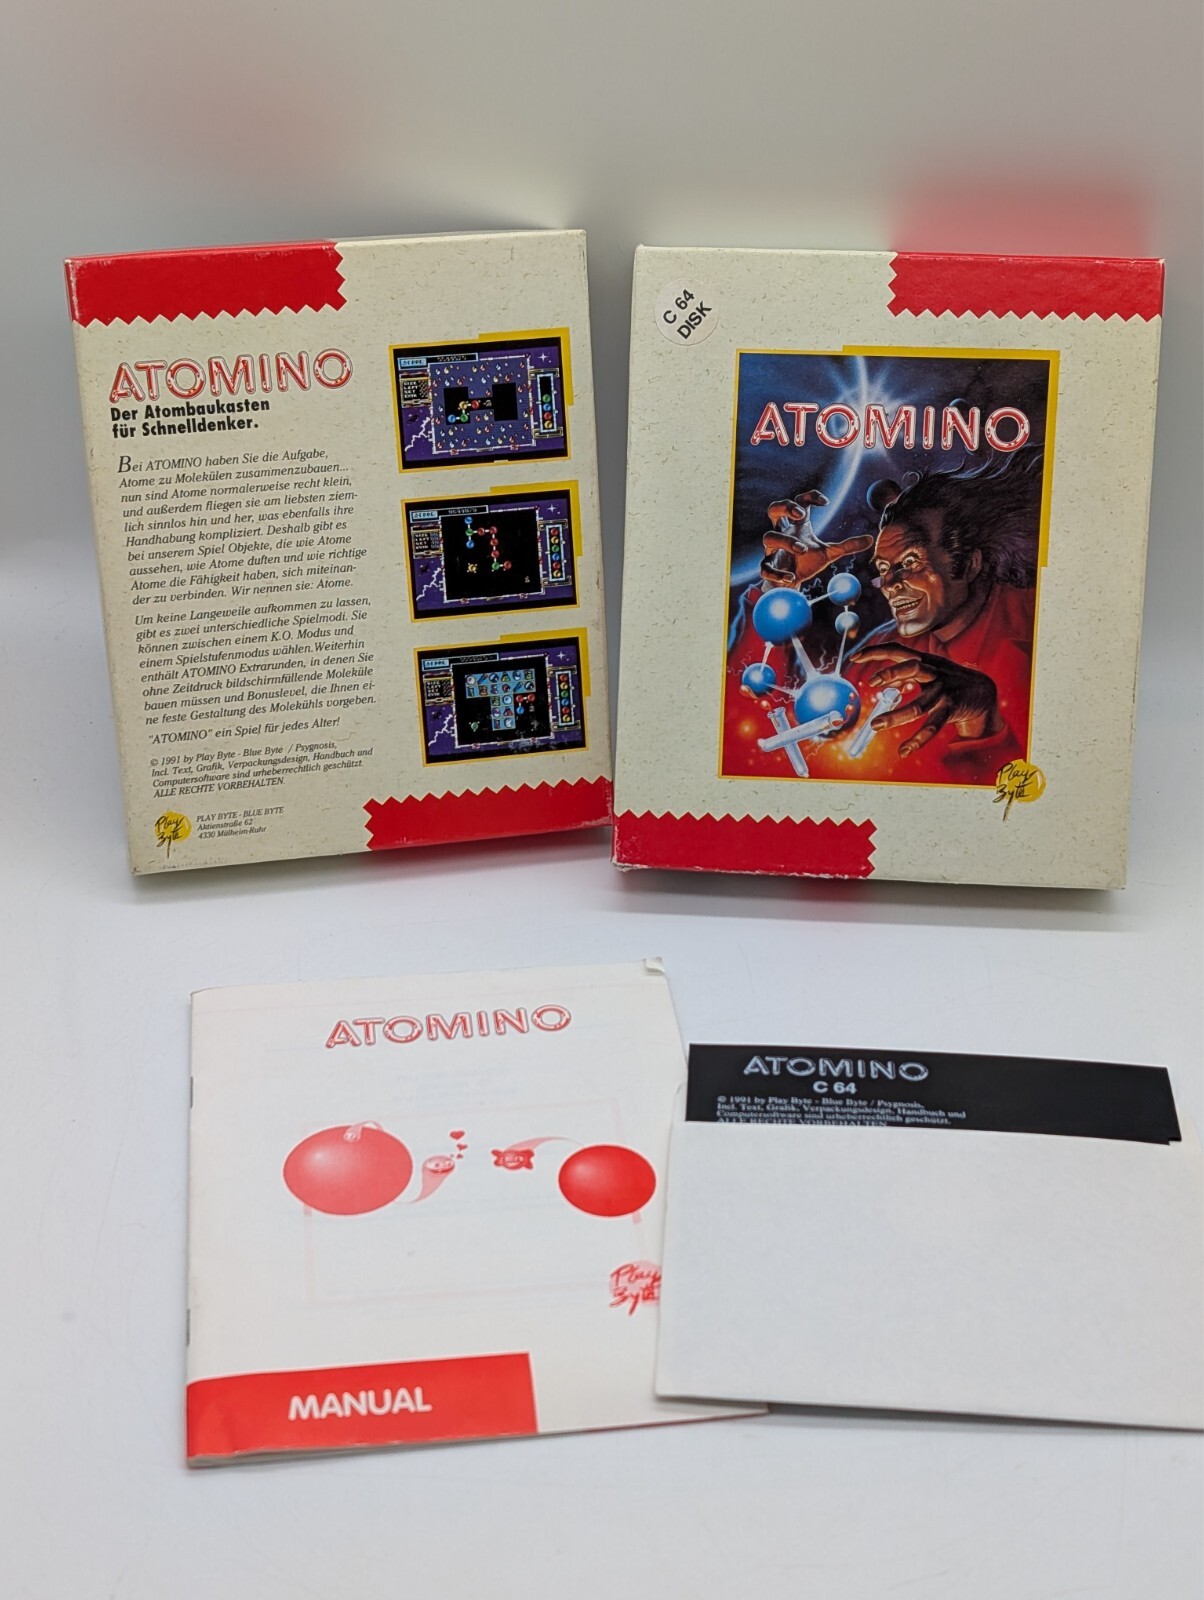 ATOMINO
Der Atombaukasten
für Schnelldenker.
Bei ATOMINO haben Sie die Aufgabe,
Atome zu Molekülen zusammenzubauen...
nun sind Atome normalerweise recht klein,
und außerdem fliegen sie am liebsten ziem-
lich sinnlos hin und her, was ebenfalls ihre
Handhabung kompliziert. Deshalb gibt es
bei unserem Spiel Objekte, die wie Atome
aussehen, wie Atome duften und wie richtige
Atome die Fähigkeit haben, sich miteinan-
der zu verbinden. Wir nennen sie: Atome.
Um keine Langeweile aufkommen zu lassen,
gibt es zwei unterschiedliche Spielmodi. Sie
können zwischen einem K.O. Modus und
einem Spielstufenmodus wählen.Weiterhin
enthält ATOMINO Extrarunden, in denen Sie
ohne Zeitdruck bildschirmfüllende Moleküle
bauen müssen und Bonuslevel, die Ihnen ei-
ne feste Gestaltung des Molekühls vorgeben.
"ATOMINO" ein Spiel für jedes Alter!
© 1991 by Play Byte - Blue Byte / Psygnosis,
Incl. Text, Grafik, Verpackungsdesign, Handbuch und
Computersoftware sind urheberrechtlich geschützt.
ALLE RECHTE VORBEHALTEN.
Play
Byte
PLAY BYTE - BLUE BYTE
Aktienstraße 62
4330 Mülheim-Ruhr
C 64
DISK
ATOMINO
Play
Byte
ATOMINO
Play
Byte
MANUAL
ATOMINO
C 64
© 1991 by Play Byte - Blue Byte / Psygnosis,
Incl. Text, Grafik, Verpackungsdesign, Handbuch und
Computersoftware sind urheberrechtlich geschützt.
ALLE RECHTE VORBEHALTEN